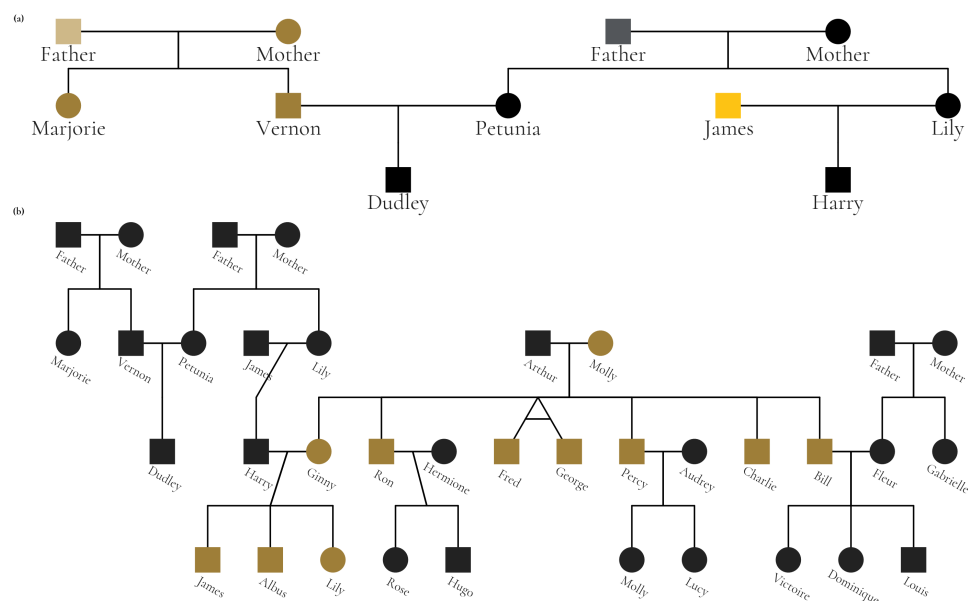 (a)
Father
Mother
Father
Mother
Marjorie
Vernon
Petunia
James
Lily
Dudley
Harry
(b)
Father
Mother
Father
Mother
Marjorie
Vernon
Petunia
James
Lily
Arthur
Molly
Father
Mother
Dudley
Harry
Ginny
Ron
Hermione
Fred
George
Percy
Audrey
Charlie
Bill
Fleur
Gabrielle
James
Albus
Lily
Rose
Hugo
Molly
Lucy
Victoire
Dominique
Louis